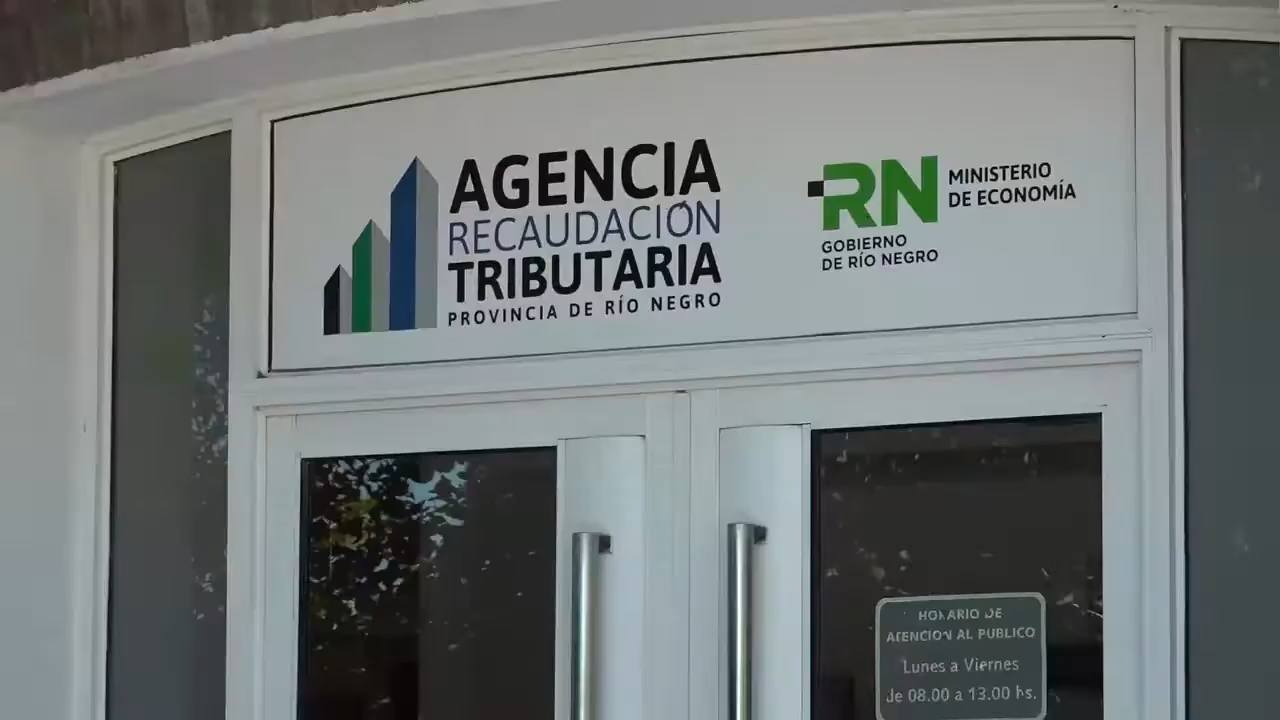 AGENCIA
RECAUDACIÓN
TRIBUTARIA
PROVINCIA DE RÍO NEGRO
RN
MINISTERIO
DE ECONOMÍA
GOBIERNO
DE RÍO NEGRO
HORARIO DE
ATENCION AL PUBLICO
Lunes a Viernes
de 08.00 a 13.00 hs.